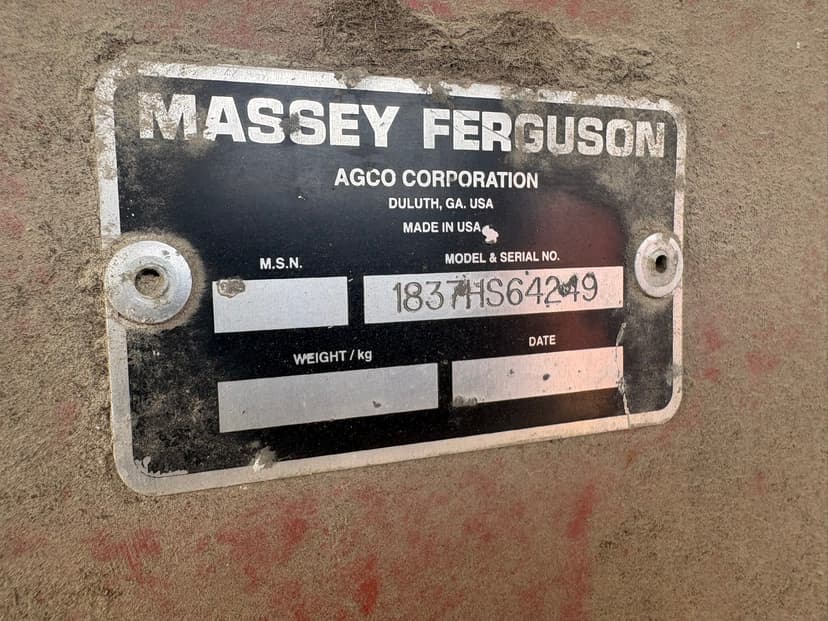 MASSEY FERGUSON
AGCO CORPORATION
DULUTH, GA. USA
MADE IN USA
M.S.N.
MODEL & SERIAL NO.
1837HS64249
WEIGHT / kg
DATE